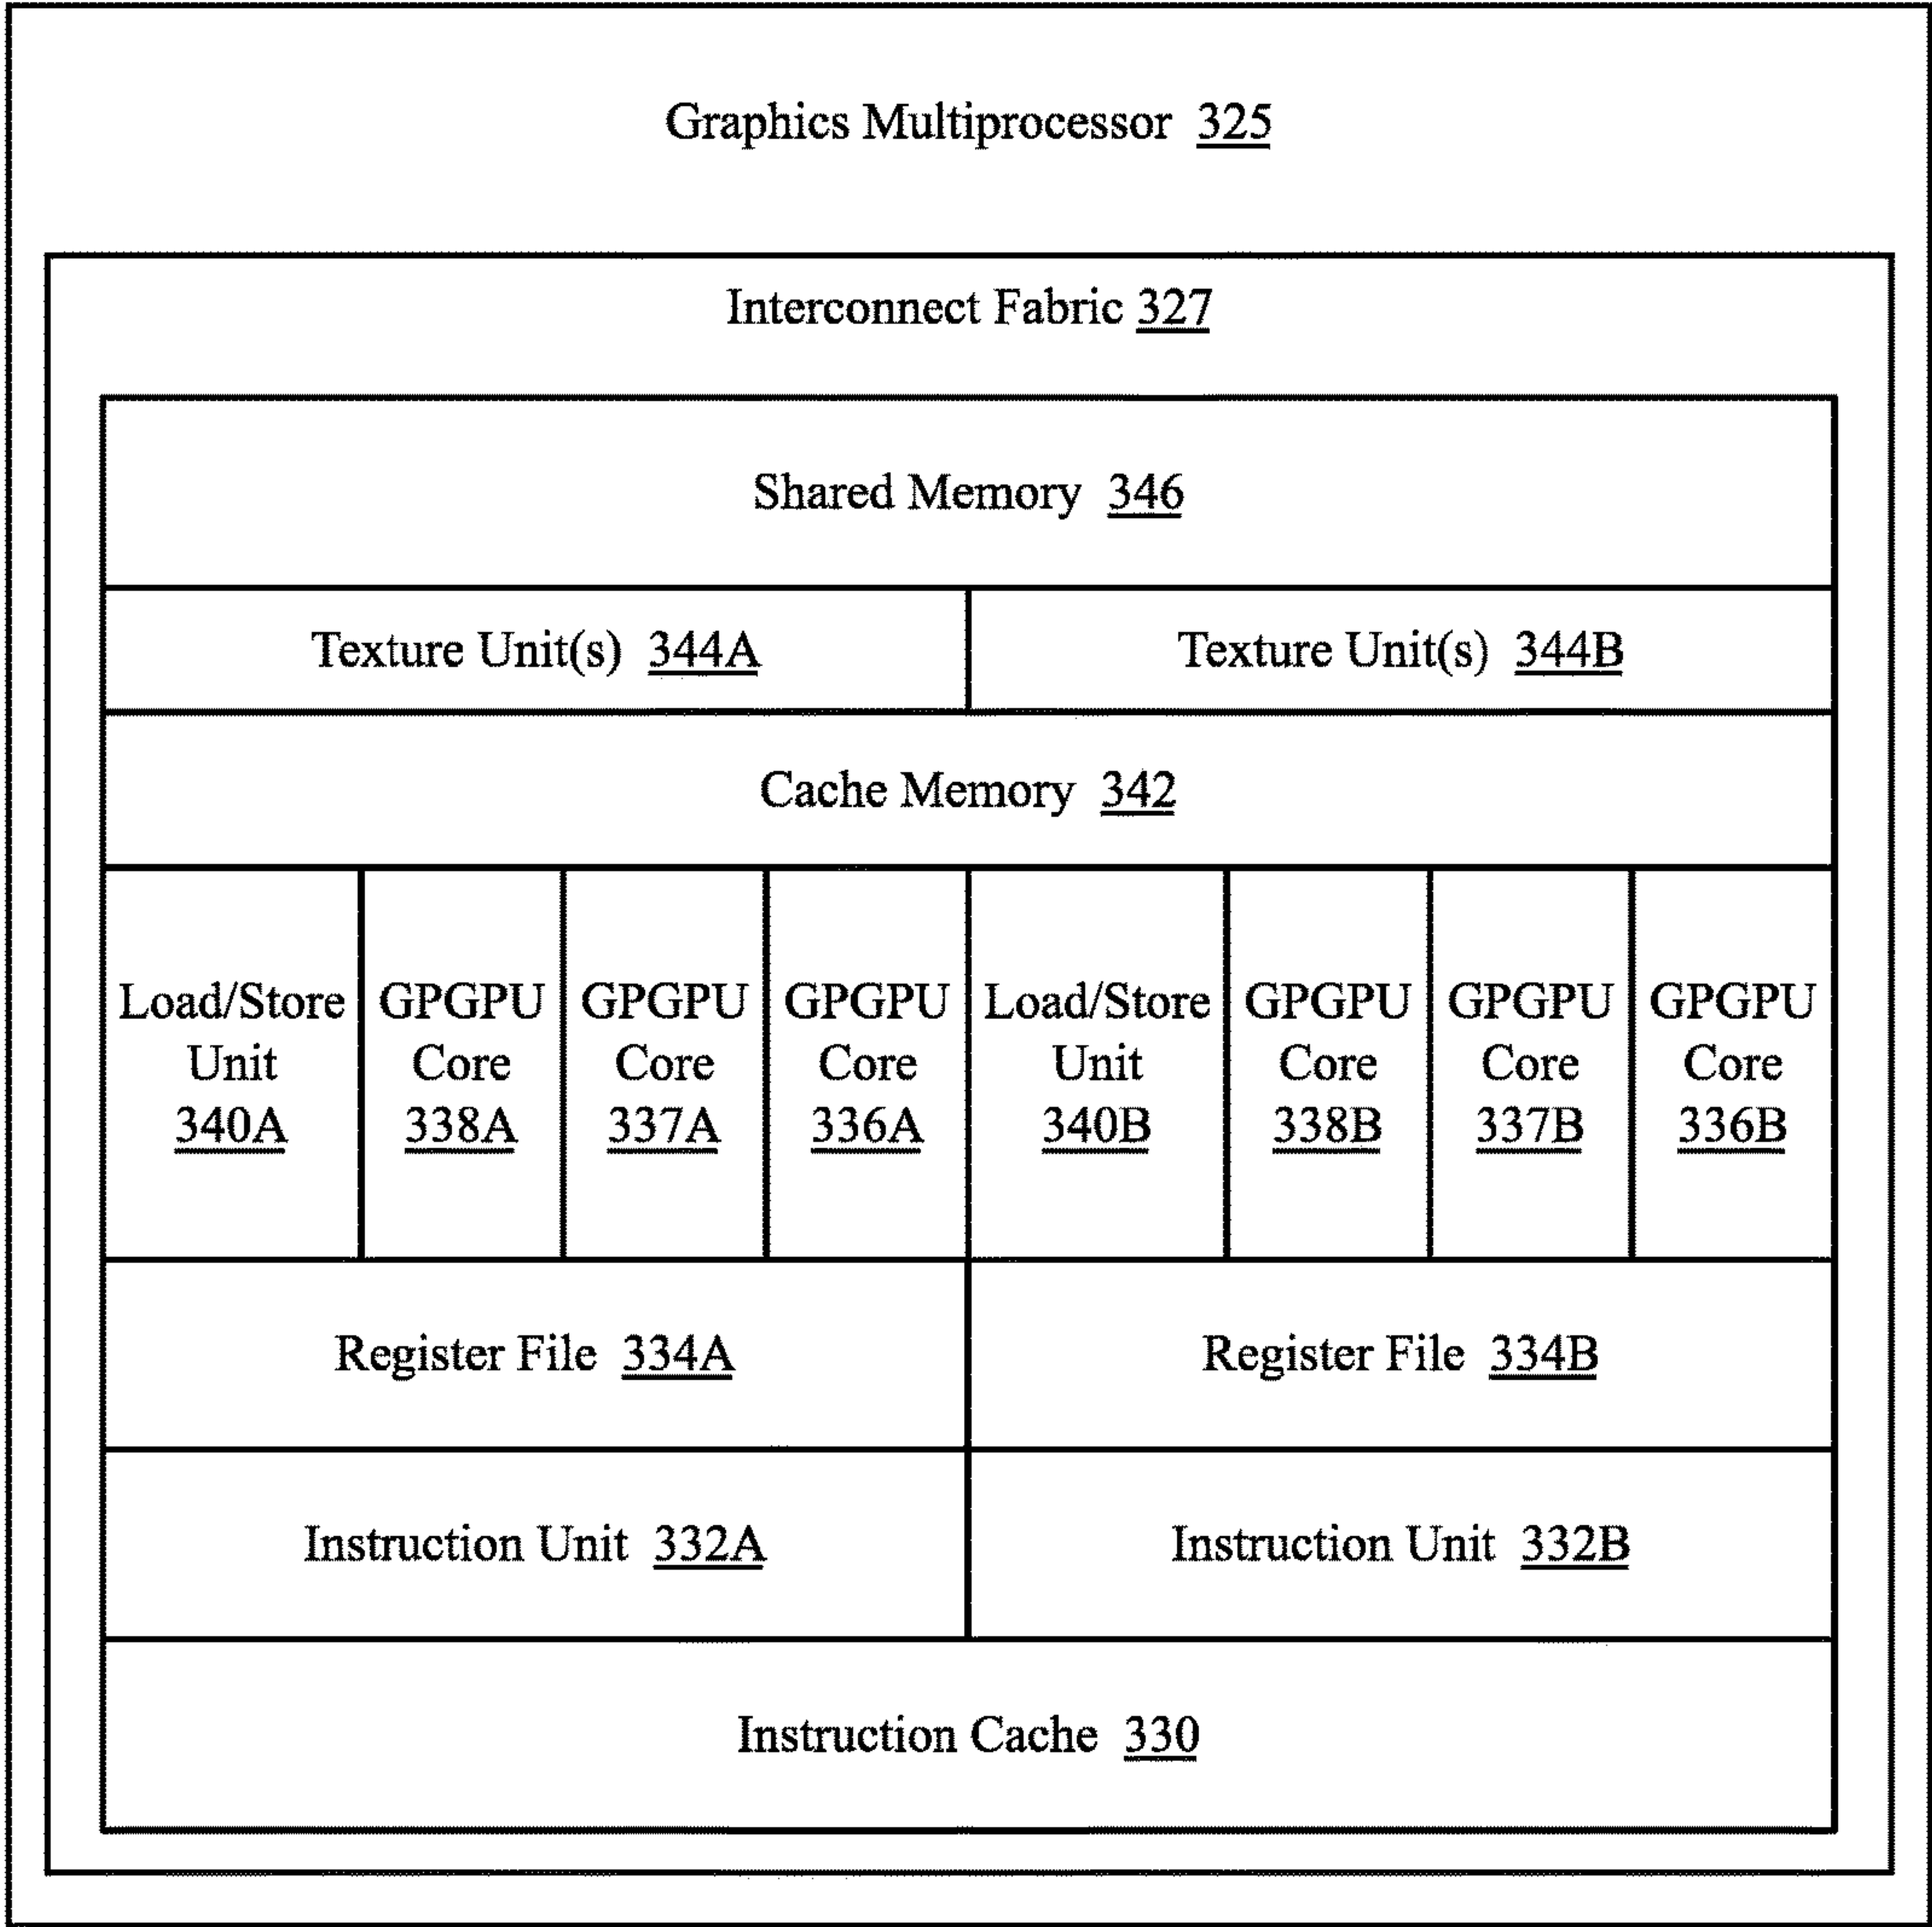 Graphics Multiprocessor 325
Interconnect Fabric 327
Shared Memory 346
Texture Unit(s) 344A
Texture Unit(s) 344B
Cache Memory 342
Load/Store
Unit
340A
GPGPU
Core
338A
GPGPU
Core
337A
GPGPU
Core
336A
Load/Store
Unit
340B
GPGPU
Core
338B
GPGPU
Core
337B
GPGPU
Core
336B
Register File 334A
Register File 334B
Instruction Unit 332A
Instruction Unit 332B
Instruction Cache 330